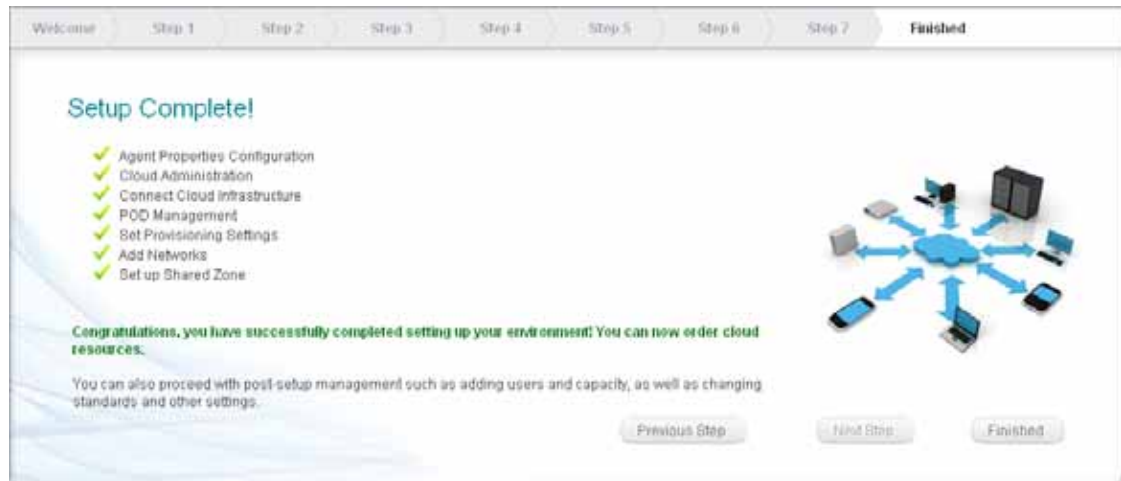 Welcome Step 1 Step 2 Step 3 Step 4 Step 5 Step 6 Step 7 Finished
Setup Complete!
Agent Properties Configuration
Cloud Administration
Connect Cloud Infrastructure
POD Management
Set Provisioning Settings
Add Networks
Set up Shared Zone
Congratulations, you have successfully completed setting up your environment! You can now order cloud
resources.
You can also proceed with post-setup management such as adding users and capacity, as well as changing
standards and other settings.
Previous Step Next Step Finished